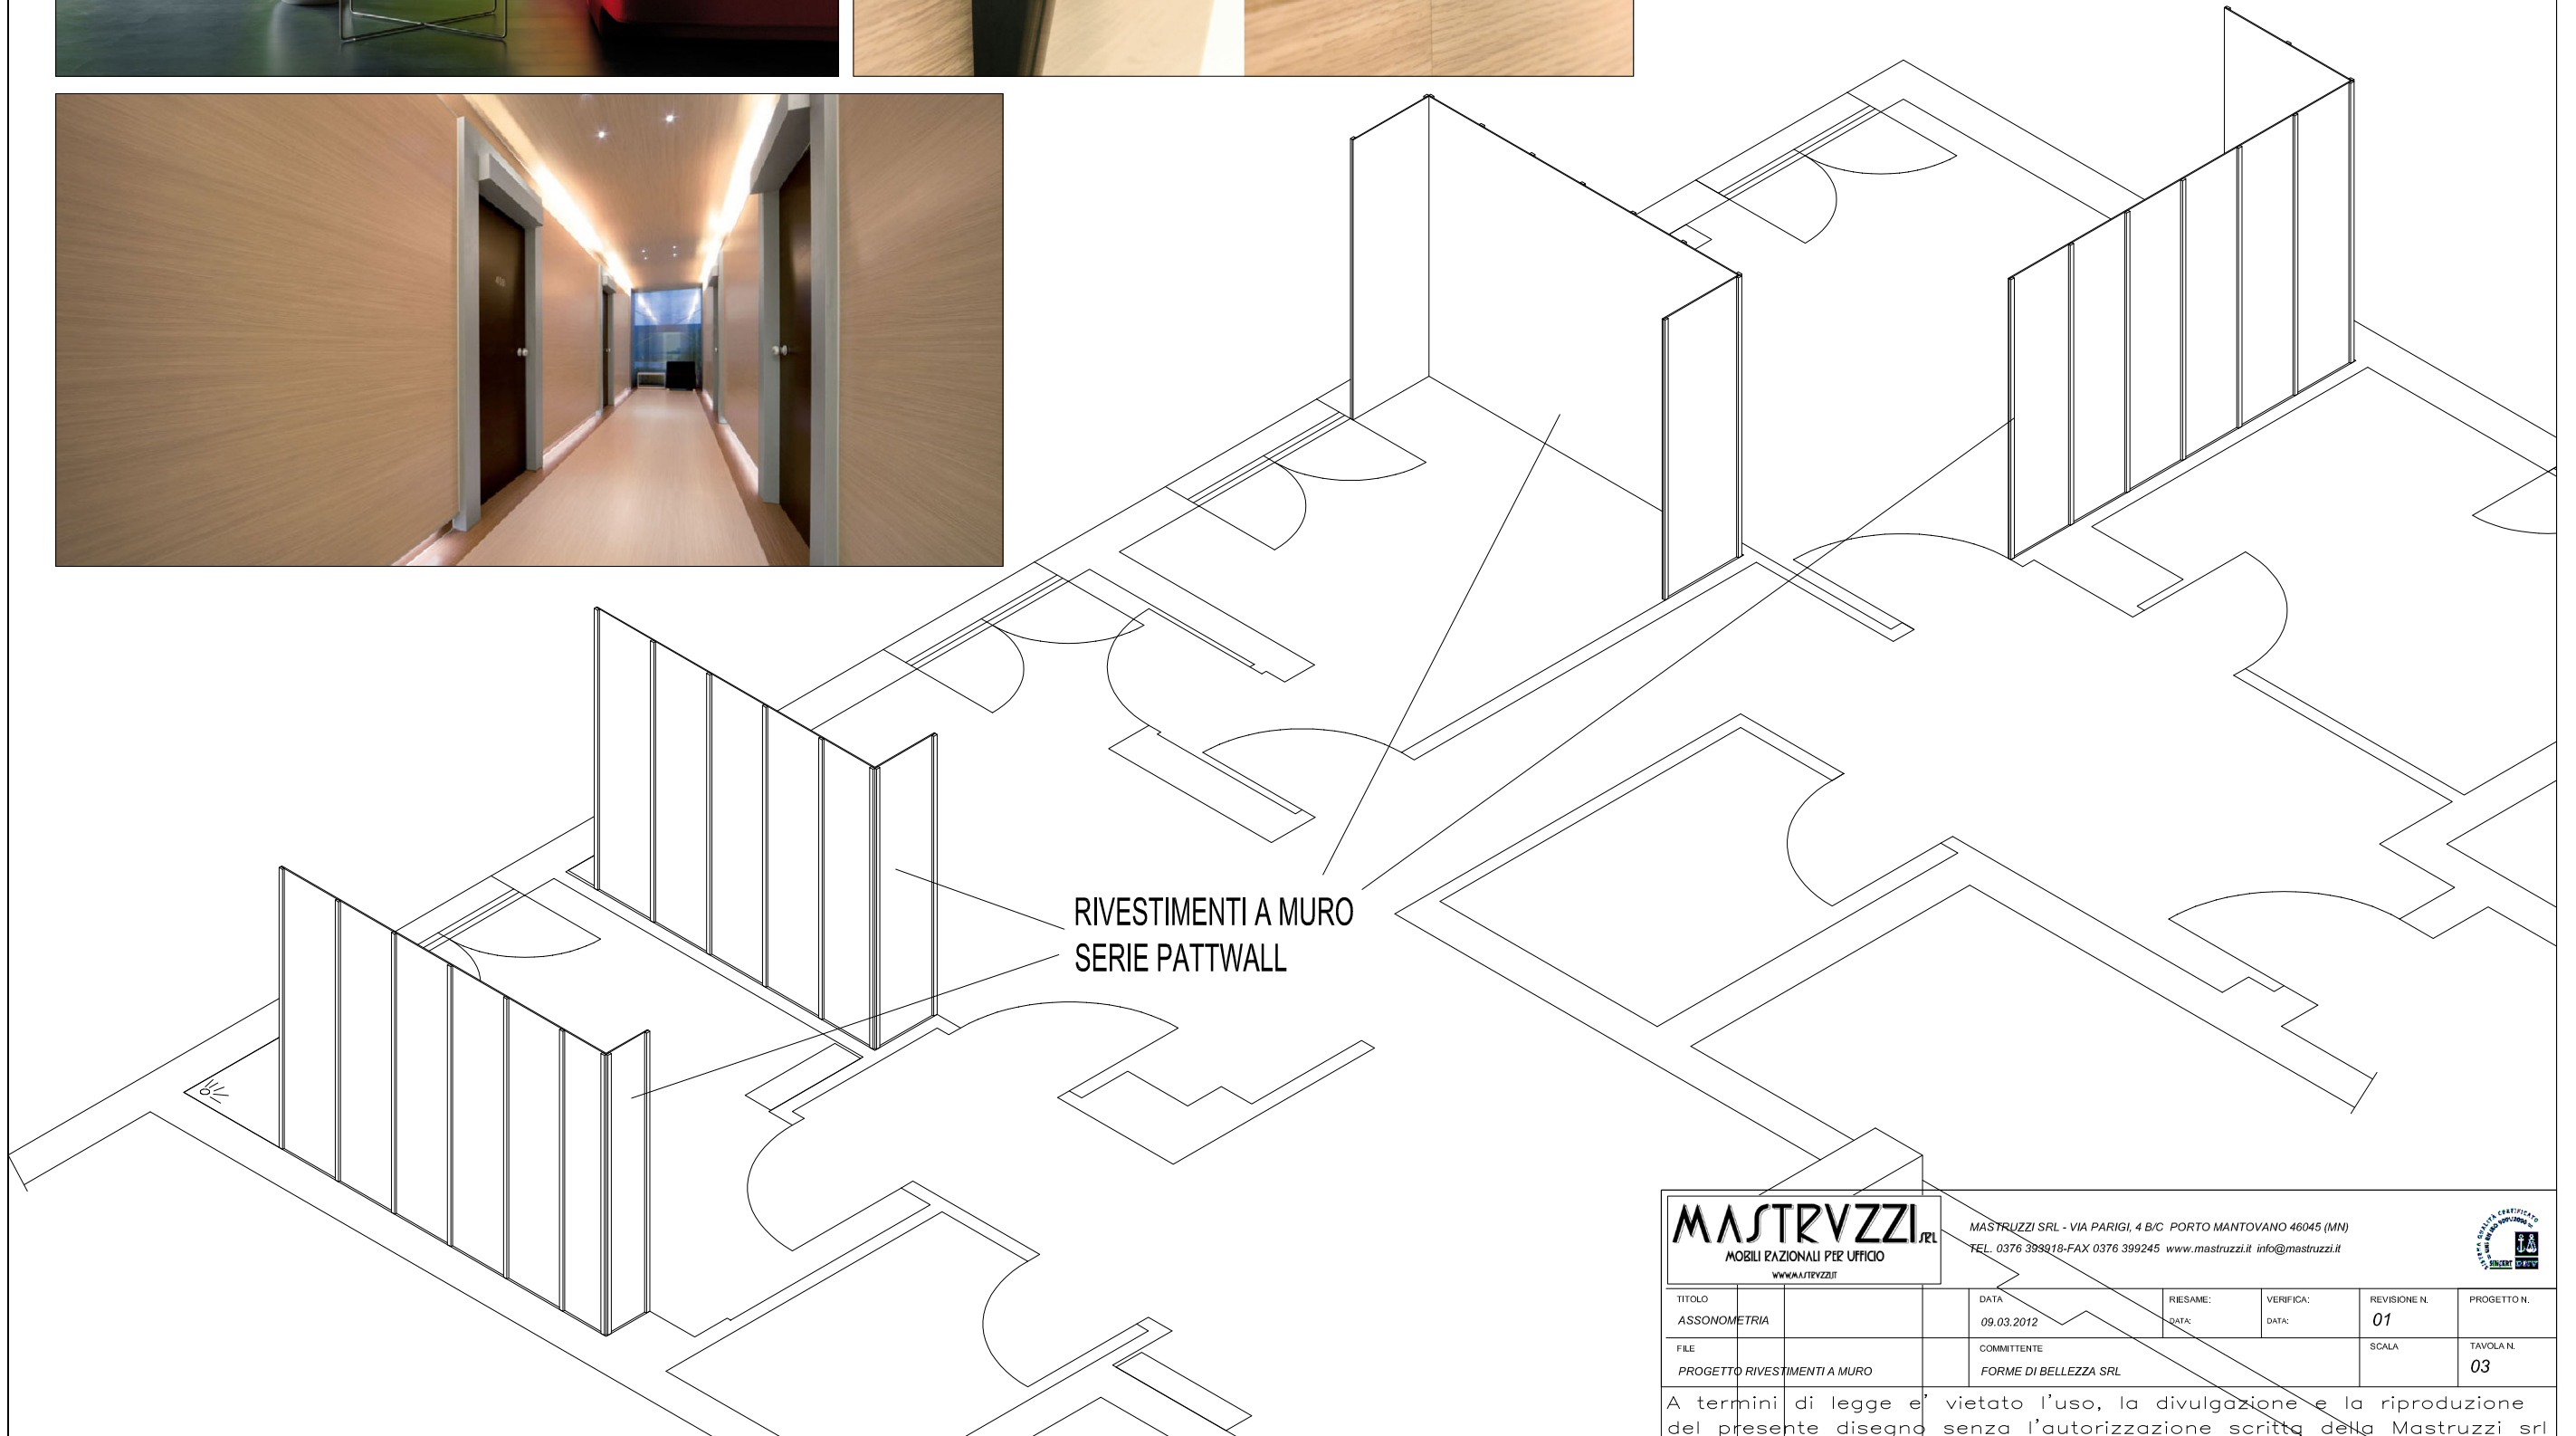 RIVESTIMENTI A MURO
SERIE PATTWALL
MASTRVZZI SRL
MOBILI RAZIONALI PER UFFICIO
WWW.MASTRVZZI.IT
MASTRUZZI SRL - VIA PARIGI, 4 B/C PORTO MANTOVANO 46045 (MN)
TEL. 0376 393918-FAX 0376 399245 www.mastruzzi.it info@mastruzzi.it
SINCERT
TITOLO
ASSONOMETRIA
DATA
09.03.2012
RIESAME:
DATA:
VERIFICA:
DATA:
REVISIONE N.
01
PROGETTO N.
FILE
PROGETTO RIVESTIMENTI A MURO
COMMITTENTE
FORME DI BELLEZZA SRL
SCALA
TAVOLA N.
03
A termini di legge e' vietato l'uso, la divulgazione e la riproduzione
del presente disegno senza l'autorizzazione scritta della Mastruzzi srl